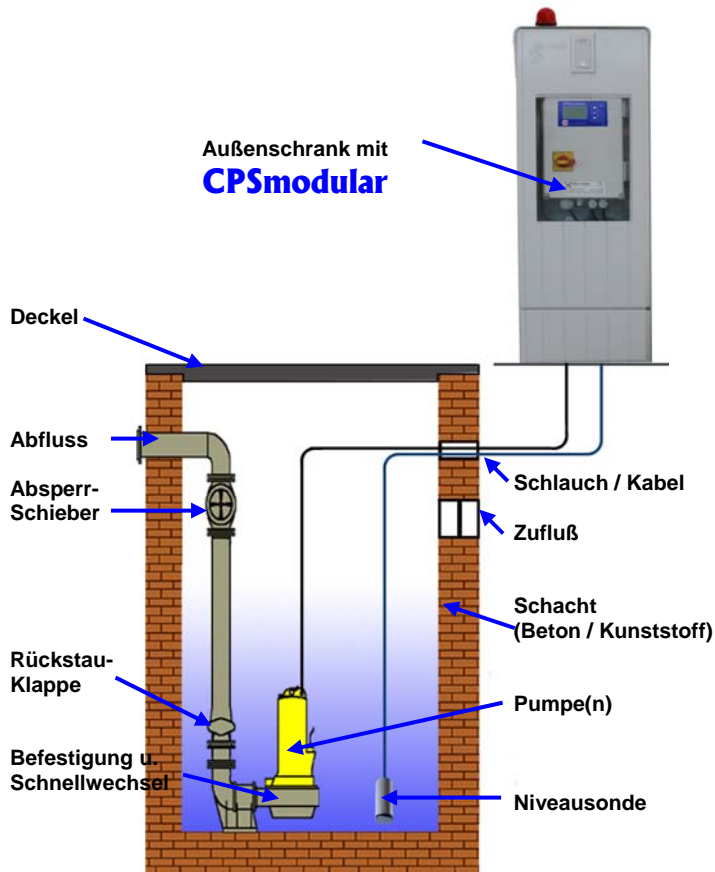 Außenschrank mit
CPSmodular
Deckel
Abfluss
Absperr-
Schieber
Schlauch / Kabel
Zufluß
Schacht
(Beton / Kunststoff)
Rückstau-
Klappe
Pumpe(n)
Befestigung u.
Schnellwechsel
Niveausonde